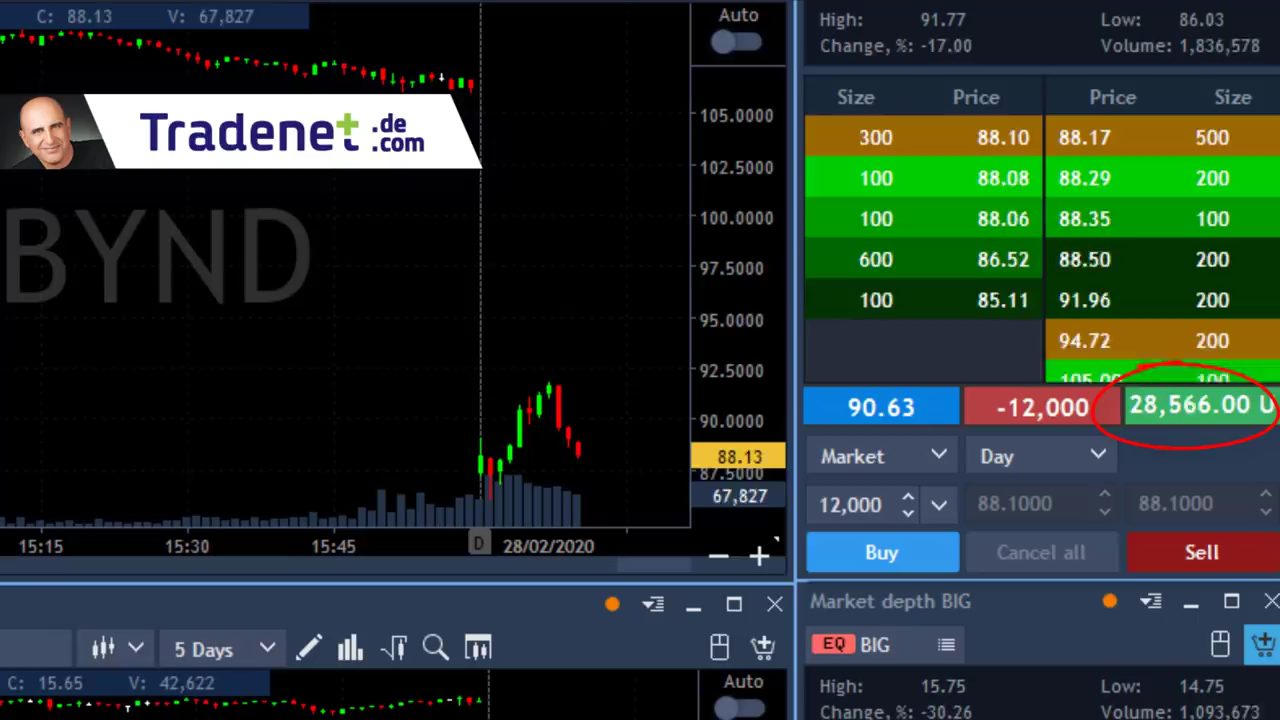 C: 88.13 V: 67,827
Auto
Tradenet .de
.com
BYND
105.0000
102.5000
100.0000
97.5000
95.0000
92.5000
90.0000
88.13
87.5000
67,827
15:15 15:30 15:45 D 28/02/2020
High: 91.77 Low: 86.03
Change, %: -17.00 Volume: 1,836,578
Size Price Price Size
300 88.10 88.17 500
100 88.08 88.29 200
100 88.06 88.35 100
600 86.52 88.50 200
100 85.11 91.96 200
94.72 200
105.00 100
90.63 -12,000 28,566.00 U
Market Day
12,000 88.1000 88.1000
Buy Cancel all Sell
5 Days
C: 15.65 V: 42,622
Auto
Market depth BIG
EQ BIG
High: 15.75 Low: 14.75
Change, %: -30.26 Volume: 1,093,673